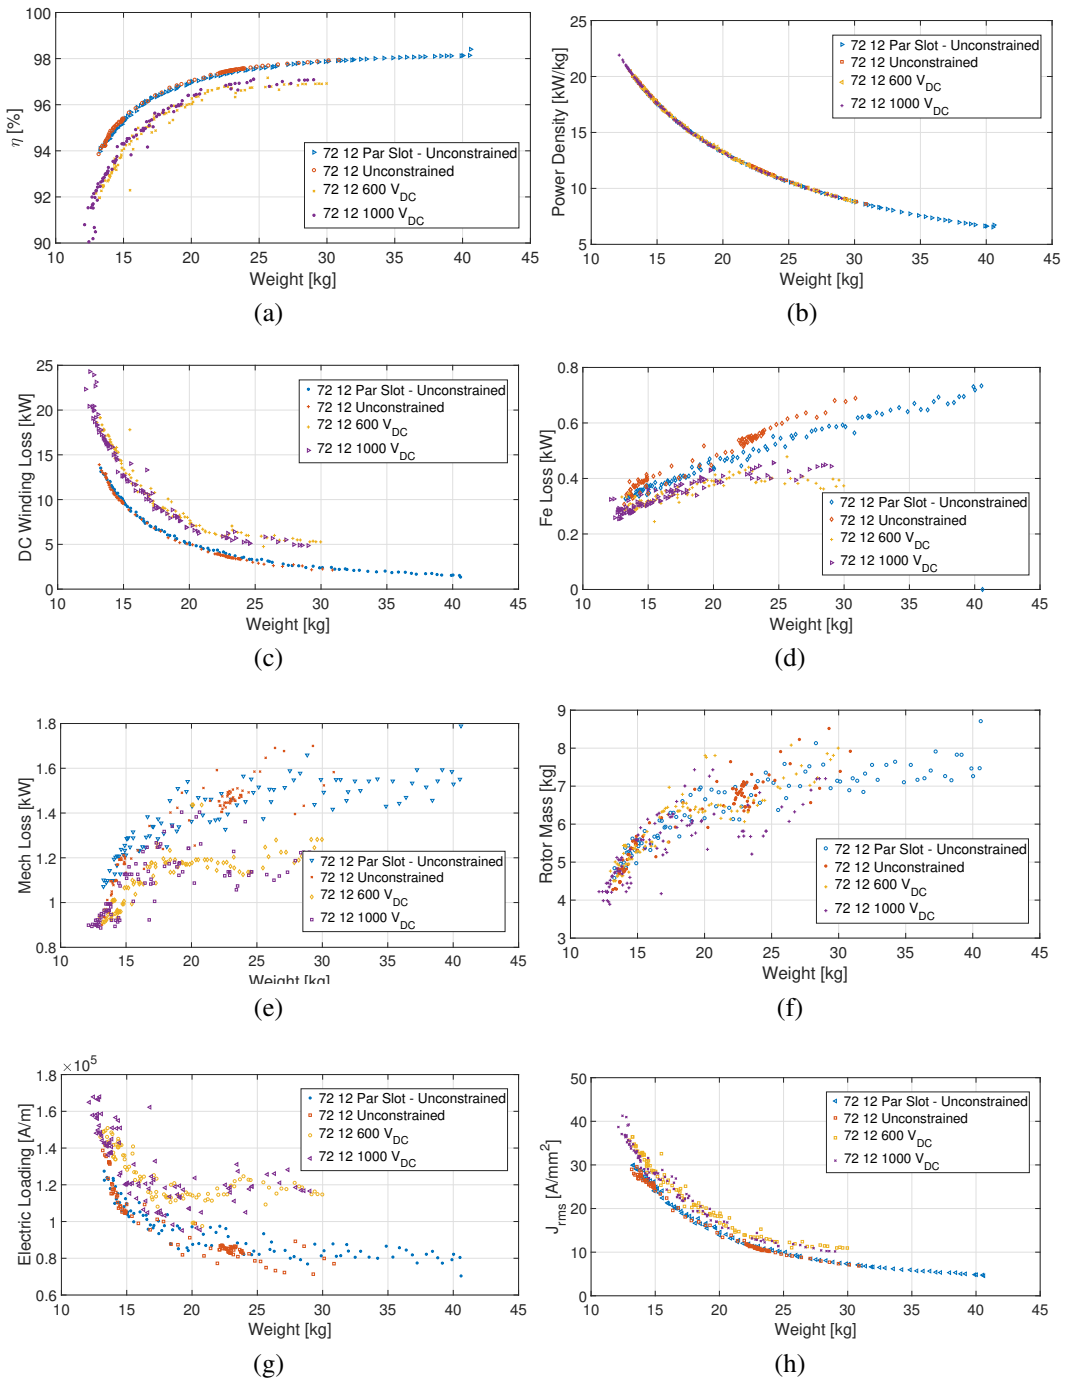 100
98
96
94
92
90
η [%]
10 15 20 25 30 35 40 45
Weight [kg]
72 12 Par Slot - Unconstrained
72 12 Unconstrained
72 12 600 V_DC
72 12 1000 V_DC
(a)
25
20
15
10
5
Power Density [kW/kg]
10 15 20 25 30 35 40 45
Weight [kg]
72 12 Par Slot - Unconstrained
72 12 Unconstrained
72 12 600 V_DC
72 12 1000 V_DC
(b)
25
20
15
10
5
0
DC Winding Loss [kW]
10 15 20 25 30 35 40 45
Weight [kg]
72 12 Par Slot - Unconstrained
72 12 Unconstrained
72 12 600 V_DC
72 12 1000 V_DC
(c)
0.8
0.6
0.4
0.2
0
Fe Loss [kW]
10 15 20 25 30 35 40 45
Weight [kg]
72 12 Par Slot - Unconstrained
72 12 Unconstrained
72 12 600 V_DC
72 12 1000 V_DC
(d)
1.8
1.6
1.4
1.2
1
0.8
Mech Loss [kW]
10 15 20 25 30 35 40 45
Weight [kg]
72 12 Par Slot - Unconstrained
72 12 Unconstrained
72 12 600 V_DC
72 12 1000 V_DC
(e)
9
8
7
6
5
4
3
Rotor Mass [kg]
10 15 20 25 30 35 40 45
Weight [kg]
72 12 Par Slot - Unconstrained
72 12 Unconstrained
72 12 600 V_DC
72 12 1000 V_DC
(f)
×10^5
1.8
1.6
1.4
1.2
1
0.8
0.6
Electric Loading [A/m]
10 15 20 25 30 35 40 45
Weight [kg]
72 12 Par Slot - Unconstrained
72 12 Unconstrained
72 12 600 V_DC
72 12 1000 V_DC
(g)
50
40
30
20
10
0
J_rms [A/mm²]
10 15 20 25 30 35 40 45
Weight [kg]
72 12 Par Slot - Unconstrained
72 12 Unconstrained
72 12 600 V_DC
72 12 1000 V_DC
(h)